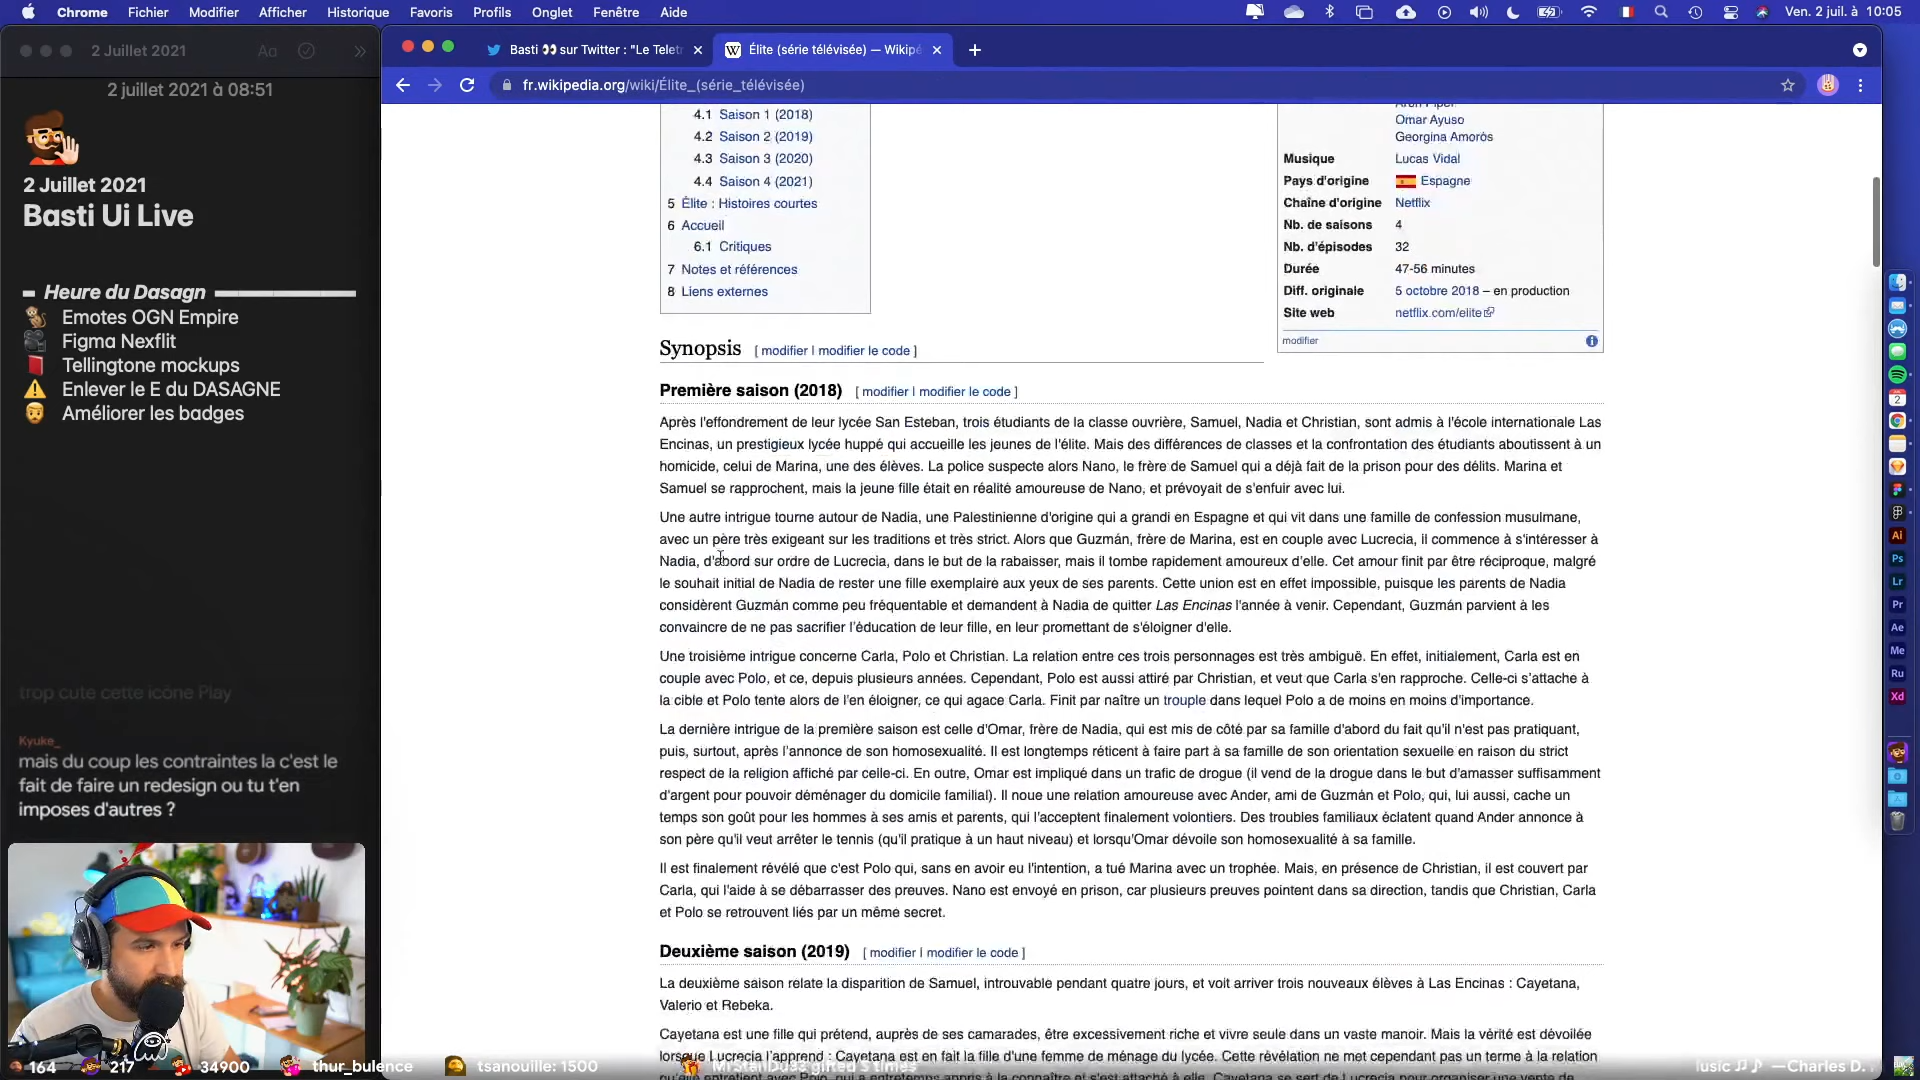 Chrome Fichier Modifier Afficher Historique Favoris Profils Onglet Fenêtre Aide
Ven. 2 juil. à 10:05
2 Juillet 2021
Aa
2 juillet 2021 à 08:51
2 Juillet 2021
Basti Ui Live
Heure du Dasagn
Emotes OGN Empire
Figma Nexflit
Tellingtone mockups
Enlever le E du DASAGNE
Améliorer les badges
trop cute cette icône Play
Kyuke_
mais du coup les contraintes la c'est le
fait de faire un redesign ou tu t'en
imposes d'autres ?
Basti 👀 sur Twitter : "Le Teletr
Élite (série télévisée) — Wikipé
fr.wikipedia.org/wiki/Élite_(série_télévisée)
4.1 Saison 1 (2018)
4.2 Saison 2 (2019)
4.3 Saison 3 (2020)
4.4 Saison 4 (2021)
5 Élite : Histoires courtes
6 Accueil
6.1 Critiques
7 Notes et références
8 Liens externes
Omar Ayuso
Georgina Amorós
Musique Lucas Vidal
Pays d'origine Espagne
Chaîne d'origine Netflix
Nb. de saisons 4
Nb. d'épisodes 32
Durée 47-56 minutes
Diff. originale 5 octobre 2018 – en production
Site web netflix.com/elite
modifier
Synopsis [ modifier | modifier le code ]
Première saison (2018) [ modifier | modifier le code ]
Après l'effondrement de leur lycée San Esteban, trois étudiants de la classe ouvrière, Samuel, Nadia et Christian, sont admis à l'école internationale Las
Encinas, un prestigieux lycée huppé qui accueille les jeunes de l'élite. Mais des différences de classes et la confrontation des étudiants aboutissent à un
homicide, celui de Marina, une des élèves. La police suspecte alors Nano, le frère de Samuel qui a déjà fait de la prison pour des délits. Marina et
Samuel se rapprochent, mais la jeune fille était en réalité amoureuse de Nano, et prévoyait de s'enfuir avec lui.
Une autre intrigue tourne autour de Nadia, une Palestinienne d'origine qui a grandi en Espagne et qui vit dans une famille de confession musulmane,
avec un père très exigeant sur les traditions et très strict. Alors que Guzmán, frère de Marina, est en couple avec Lucrecia, il commence à s'intéresser à
Nadia, d'abord sur ordre de Lucrecia, dans le but de la rabaisser, mais il tombe rapidement amoureux d'elle. Cet amour finit par être réciproque, malgré
le souhait initial de Nadia de rester une fille exemplaire aux yeux de ses parents. Cette union est en effet impossible, puisque les parents de Nadia
considèrent Guzmán comme peu fréquentable et demandent à Nadia de quitter Las Encinas l'année à venir. Cependant, Guzmán parvient à les
convaincre de ne pas sacrifier l'éducation de leur fille, en leur promettant de s'éloigner d'elle.
Une troisième intrigue concerne Carla, Polo et Christian. La relation entre ces trois personnages est très ambiguë. En effet, initialement, Carla est en
couple avec Polo, et ce, depuis plusieurs années. Cependant, Polo est aussi attiré par Christian, et veut que Carla s'en rapproche. Celle-ci s'attache à
la cible et Polo tente alors de l'en éloigner, ce qui agace Carla. Finit par naître un trouple dans lequel Polo a de moins en moins d'importance.
La dernière intrigue de la première saison est celle d'Omar, frère de Nadia, qui est mis de côté par sa famille d'abord du fait qu'il n'est pas pratiquant,
puis, surtout, après l'annonce de son homosexualité. Il est longtemps réticent à faire part à sa famille de son orientation sexuelle en raison du strict
respect de la religion affiché par celle-ci. En outre, Omar est impliqué dans un trafic de drogue (il vend de la drogue dans le but d'amasser suffisamment
d'argent pour pouvoir déménager du domicile familial). Il noue une relation amoureuse avec Ander, ami de Guzmán et Polo, qui, lui aussi, cache un
temps son goût pour les hommes à ses amis et parents, qui l'acceptent finalement volontiers. Des troubles familiaux éclatent quand Ander annonce à
son père qu'il veut arrêter le tennis (qu'il pratique à un haut niveau) et lorsqu'Omar dévoile son homosexualité à sa famille.
Il est finalement révélé que c'est Polo qui, sans en avoir eu l'intention, a tué Marina avec un trophée. Mais, en présence de Christian, il est couvert par
Carla, qui l'aide à se débarrasser des preuves. Nano est envoyé en prison, car plusieurs preuves pointent dans sa direction, tandis que Christian, Carla
et Polo se retrouvent liés par un même secret.
Deuxième saison (2019) [ modifier | modifier le code ]
La deuxième saison relate la disparition de Samuel, introuvable pendant quatre jours, et voit arriver trois nouveaux élèves à Las Encinas : Cayetana,
Valerio et Rebeka.
Cayetana est une fille qui prétend, auprès de ses camarades, être excessivement riche et vivre seule dans un vaste manoir. Mais la vérité est dévoilée
lorsque Lucrecia l'apprend : Cayetana est en fait la fille d'une femme de ménage du lycée. Cette révélation ne met cependant pas un terme à la relation
2
Ai
Ps
Lr
Pr
Ae
Me
Ru
Xd
164 217 34900 thur_bulence tsanouille: 1500
—Charles D.